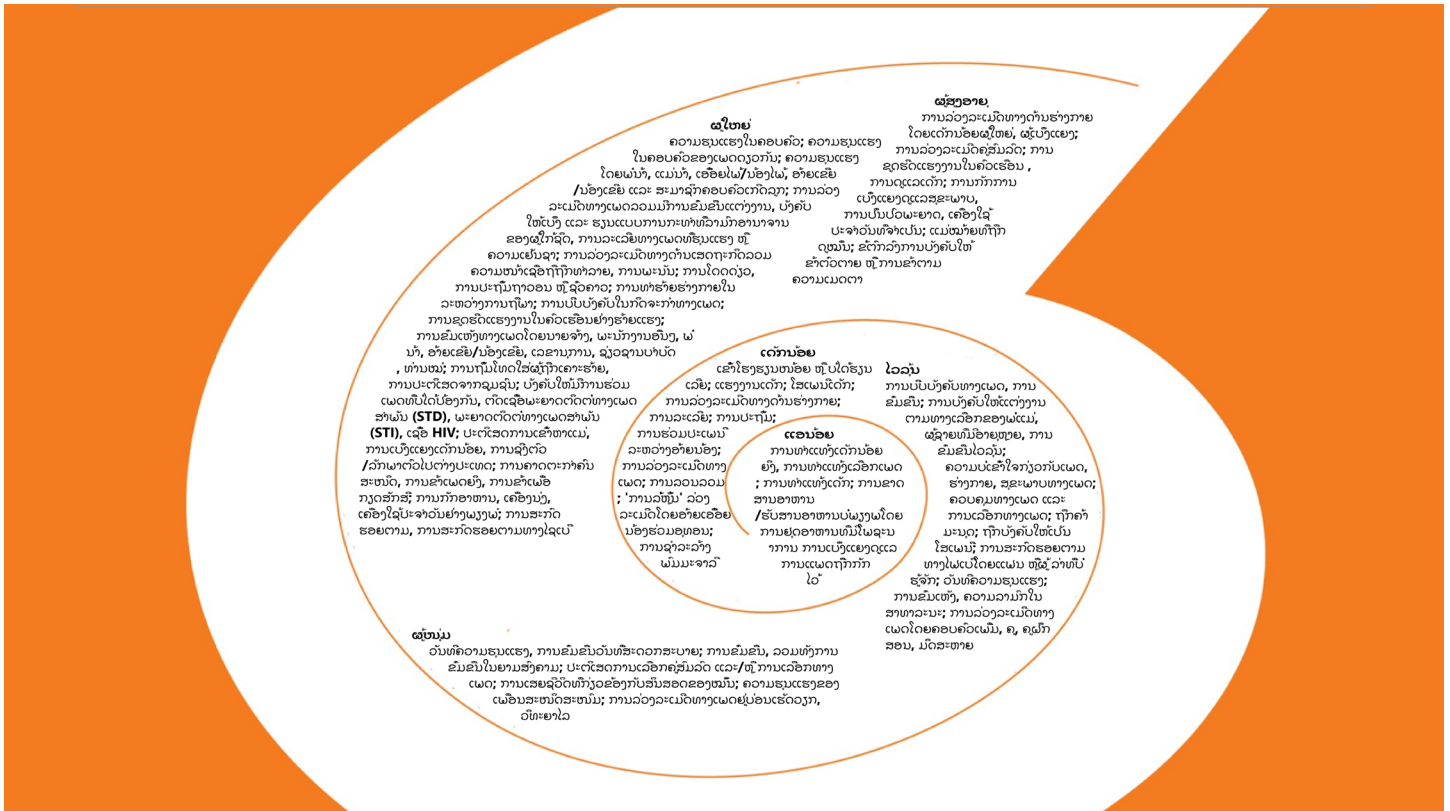 ແອນ້ອຍ
ການທຳແທ້ງເດັກນ້ອຍ
ຍິງ, ການທຳແທ້ງເລືອກເພດ
; ການທຳແທ້ງເດັກ; ການຂາດ
ສານອາຫານ
/ຮັບສານອາຫານບໍ່ພຽງພໍໂດຍ
ການຢຸດອາຫານທີ່ມີໂພຊະນ
າການ ການເບິ່ງແຍງດູແລ
ການແພດຖືກກັກ
ໄວ້
ເດັກນ້ອຍ
ເຂົ້າໂຮງຮຽນໜ້ອຍ ຫຼືບໍ່ໄດ້ຮຽນ
ເລີຍ; ແຮງງານເດັກ; ໂສເພນີເດັກ;
ການລ່ວງລະເມີດທາງດ້ານຮ່າງກາຍ;
ການລະເລີຍ; ການປະຖິ້ມ;
ການຮ່ວມປະເພນີ
ລະຫວ່າງອ້າຍນ້ອງ;
ການລ່ວງລະເມີດທາງ
ເພດ; ການລວນລາມ
; 'ການລໍ້ຫຼິ້ນ' ລ່ວງ
ລະເມີດໂດຍອ້າຍເອື້ອຍ
ນ້ອງຮ່ວມອຸທອນ;
ການຊຳລະລ້າງ
ພົມມະຈາລີ
ໄວລຸ້ນ
ການບີບບັງຄັບທາງເພດ, ການ
ຂົ່ມຂືນ; ການບັງຄັບໃຫ້ແຕ່ງງານ
ຕາມທາງເລືອກຂອງພໍ່ແມ່,
ຜູ້ຊາຍທີ່ມີອາຍຸຫຼາຍ, ການ
ຂົ່ມຂືນໄວລຸ້ນ;
ຄວາມບໍ່ເຂົ້າໃຈກ່ຽວກັບເພດ,
ຮ່າງກາຍ, ສຸຂະພາບທາງເພດ;
ຄວບຄຸມທາງເພດ ແລະ
ການເລືອກທາງເພດ; ຖືກຄ້າ
ມະນຸດ; ຖືກບັງຄັບໃຫ້ເປັນ
ໂສເພນີ; ການສະກົດຮອຍຕາມ
ທາງໄພເບີໂດຍແຟນ ຫຼືຜູ້ລ່າທີ່ບໍ່
ຮູ້ຈັກ; ວັນທີຄວາມຮຸນແຮງ;
ການຂົ່ມເຫັງ, ຄວາມລາມົກໃນ
ສາທາລະນະ; ການລ່ວງລະເມີດທາງ
ເພດໂດຍຄອບຄົວເພີ່ມ, ຄູ, ຄູຝຶກ
ສອນ, ມິດສະຫາຍ
ຜູ້ໜຸ່ມ
ວັນທີຄວາມຮຸນແຮງ, ການຂົ່ມຂືນວັນທີສະດວກສະບາຍ; ການຂົ່ມຂືນ, ລວມທັງການ
ຂົ່ມຂືນໃນຍາມສົງຄາມ; ປະຕິເສດການເລືອກຄູ່ສົມລົດ ແລະ/ຫຼື ການເລືອກທາງ
ເພດ; ການເສຍຊີວິດທີ່ກ່ຽວຂ້ອງກັບສິນສອດຂອງໝັ້ນ; ຄວາມຮຸນແຮງຂອງ
ເພື່ອນສະໜິດສະໜົມ; ການລ່ວງລະເມີດທາງເພດຢູ່ບ່ອນເຮັດວຽກ,
ວິທະຍາໄລ
ຜູ້ໃຫຍ່
ຄວາມຮຸນແຮງໃນຄອບຄົວ; ຄວາມຮຸນແຮງ
ໃນຄອບຄົວຂອງເພດດຽວກັນ; ຄວາມຮຸນແຮງ
ໂດຍພໍ່ນ້າ, ແມ່ນ້າ, ເອື້ອຍໄພ້/ນ້ອງໄພ້, ອ້າຍເຂີຍ
/ນ້ອງເຂີຍ ແລະ ສະມາຊິກຄອບຄົວເກີດລູກ; ການລ່ວງ
ລະເມີດທາງເພດລວມມີການຂົ່ມຂືນແຕ່ງງານ, ບັງຄັບ
ໃຫ້ເບິ່ງ ແລະ ຮຽນແບບການກະທຳທີ່ລາມົກອານາຈານ
ຂອງຜູ້ໃກ້ຊິດ, ການລະເລີຍທາງເພດທີ່ຮຸນແຮງ ຫຼື
ຄວາມເຢັນຊາ; ການລ່ວງລະເມີດທາງດ້ານເສດຖະກິດລວມ
ຄວາມໜ້າເຊື່ອຖືຖືກທຳລາຍ, ການພະນັນ; ການໂດດດ່ຽວ,
ການປະຖິ້ມຖາວອນ ຫຼື ຊົ່ວຄາວ; ການທຳຮ້າຍຮ່າງກາຍໃນ
ລະຫວ່າງການຖືພາ; ການບີບບັງຄັບໃນກິດຈະກຳທາງເພດ;
ການຂູດຮີດແຮງງານໃນຄົວເຮືອນຢ່າງຮ້າຍແຮງ;
ການຂົ່ມເຫັງທາງເພດໂດຍນາຍຈ້າງ, ພະນັກງານອື່ນໆ, ພໍ່
ນ້າ, ອ້າຍເຂີຍ/ນ້ອງເຂີຍ, ເລຂານຸການ, ຊ່ຽວຊານບຳບັດ
, ທ່ານໝໍ; ການຖິ້ມໂທດໃສ່ຜູ້ຖືກເຄາະຮ້າຍ,
ການປະຕິເສດຈາກຊຸມຊົນ; ບັງຄັບໃຫ້ມີການຮ່ວມ
ເພດທີ່ບໍ່ໄດ້ປ້ອງກັນ, ຕິດເຊື້ອພະຍາດຕິດຕໍ່ທາງເພດ
ສຳພັນ (STD), ພະຍາດຕິດຕໍ່ທາງເພດສຳພັນ
(STI), ເຊື້ອ HIV; ປະຕິເສດການເຂົ້າຫາແມ່,
ການເບິ່ງແຍງເດັກນ້ອຍ, ການຊີງຕົວ
/ລັກພາຕົວໄປຕ່າງປະເທດ; ການຄາດຕະກຳຄົນ
ສະໜິດ, ການຂ້າເພດຍິງ, ການຂ້າເພື່ອ
ກຽດສັກສີ; ການກັກອາຫານ, ເຄື່ອງນຸ່ງ,
ເຄື່ອງໃຊ້ປະຈຳວັນຢ່າງພຽງພໍ; ການສະກົດ
ຮອຍຕາມ, ການສະກົດຮອຍຕາມທາງໄຊເບີ
ຜູ້ສູງອາຍຸ
ການລ່ວງລະເມີດທາງດ້ານຮ່າງກາຍ
ໂດຍເດັກນ້ອຍຜູ້ໃຫຍ່, ຜູ້ເບິ່ງແຍງ;
ການລ່ວງລະເມີດຄູ່ສົມລົດ; ການ
ຂູດຮີດແຮງງານໃນຄົວເຮືອນ ,
ການດູແລເດັກ; ການກັກການ
ເບິ່ງແຍງດູແລສຸຂະພາບ,
ການປິ່ນປົວພະຍາດ, ເຄື່ອງໃຊ້
ປະຈຳວັນທີ່ຈຳເປັນ; ແມ່ໝ້າຍທີ່ຖືກ
ດູໝິ່ນ; ຂໍ້ຕົກລົງການບັງຄັບໃຫ້
ຂ້າຕົວຕາຍ ຫຼື ການຂ້າຕາມ
ຄວາມເມດຕາ